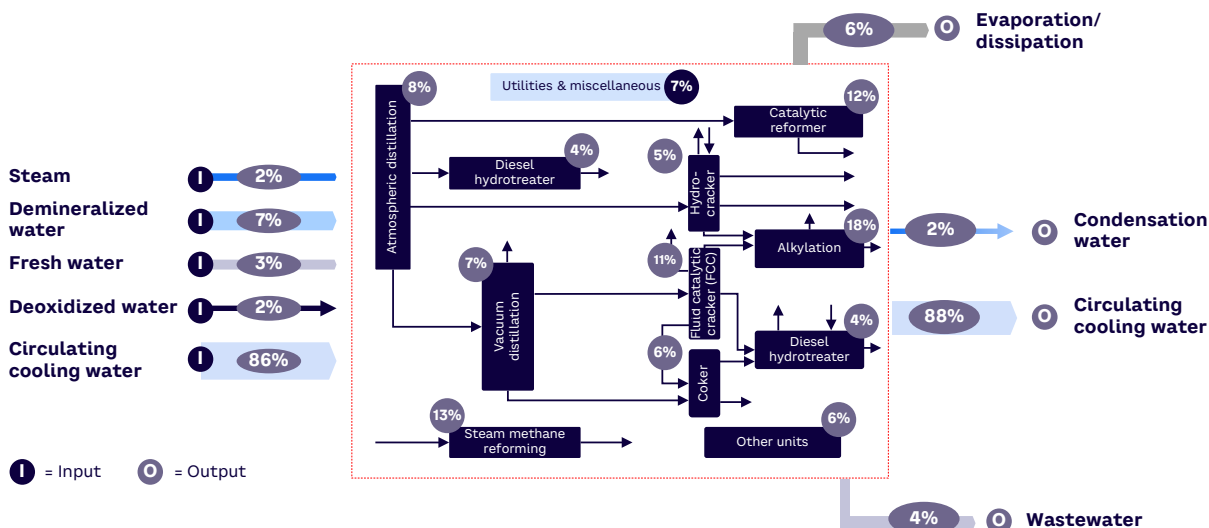 Evaporation/
dissipation
6%
O
Utilities & miscellaneous
7%
8%
Atmospheric distillation
12%
Catalytic
reformer
4%
Diesel
hydrotreater
5%
Hydro-
cracker
Steam
I
2%
Demineralized
water
I
7%
Fresh water
I
3%
Deoxidized water
I
2%
Circulating
cooling water
I
86%
18%
Alkylation
7%
Vacuum
distillation
11%
Fluid catalytic
cracker (FCC)
4%
Diesel
hydrotreater
6%
Coker
13%
Steam methane
reforming
6%
Other units
2%
O
Condensation
water
88%
O
Circulating
cooling water
I = Input
O = Output
4%
O
Wastewater